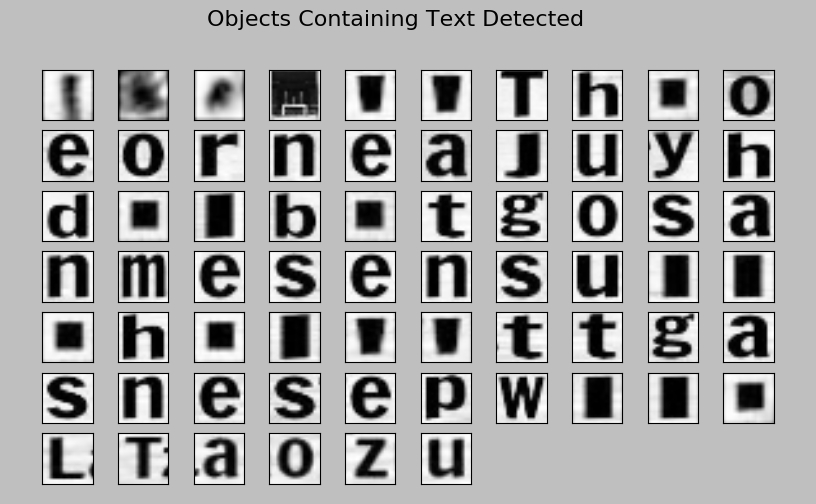 Objects Containing Text Detected
T h o
e o r n e a J u y h
d b t g o s a
n m e s e n s u
h t t g a
s n e s e p w
L T a o z u